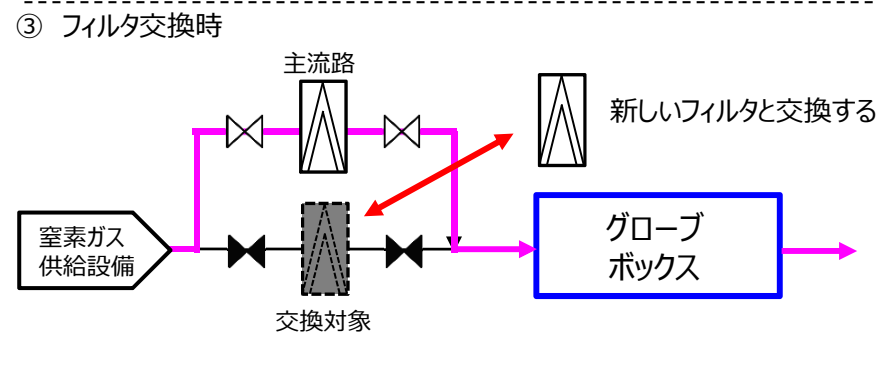 ③ フィルタ交換時
主流路
新しいフィルタと交換する
窒素ガス
供給設備
グローブ
ボックス
交換対象